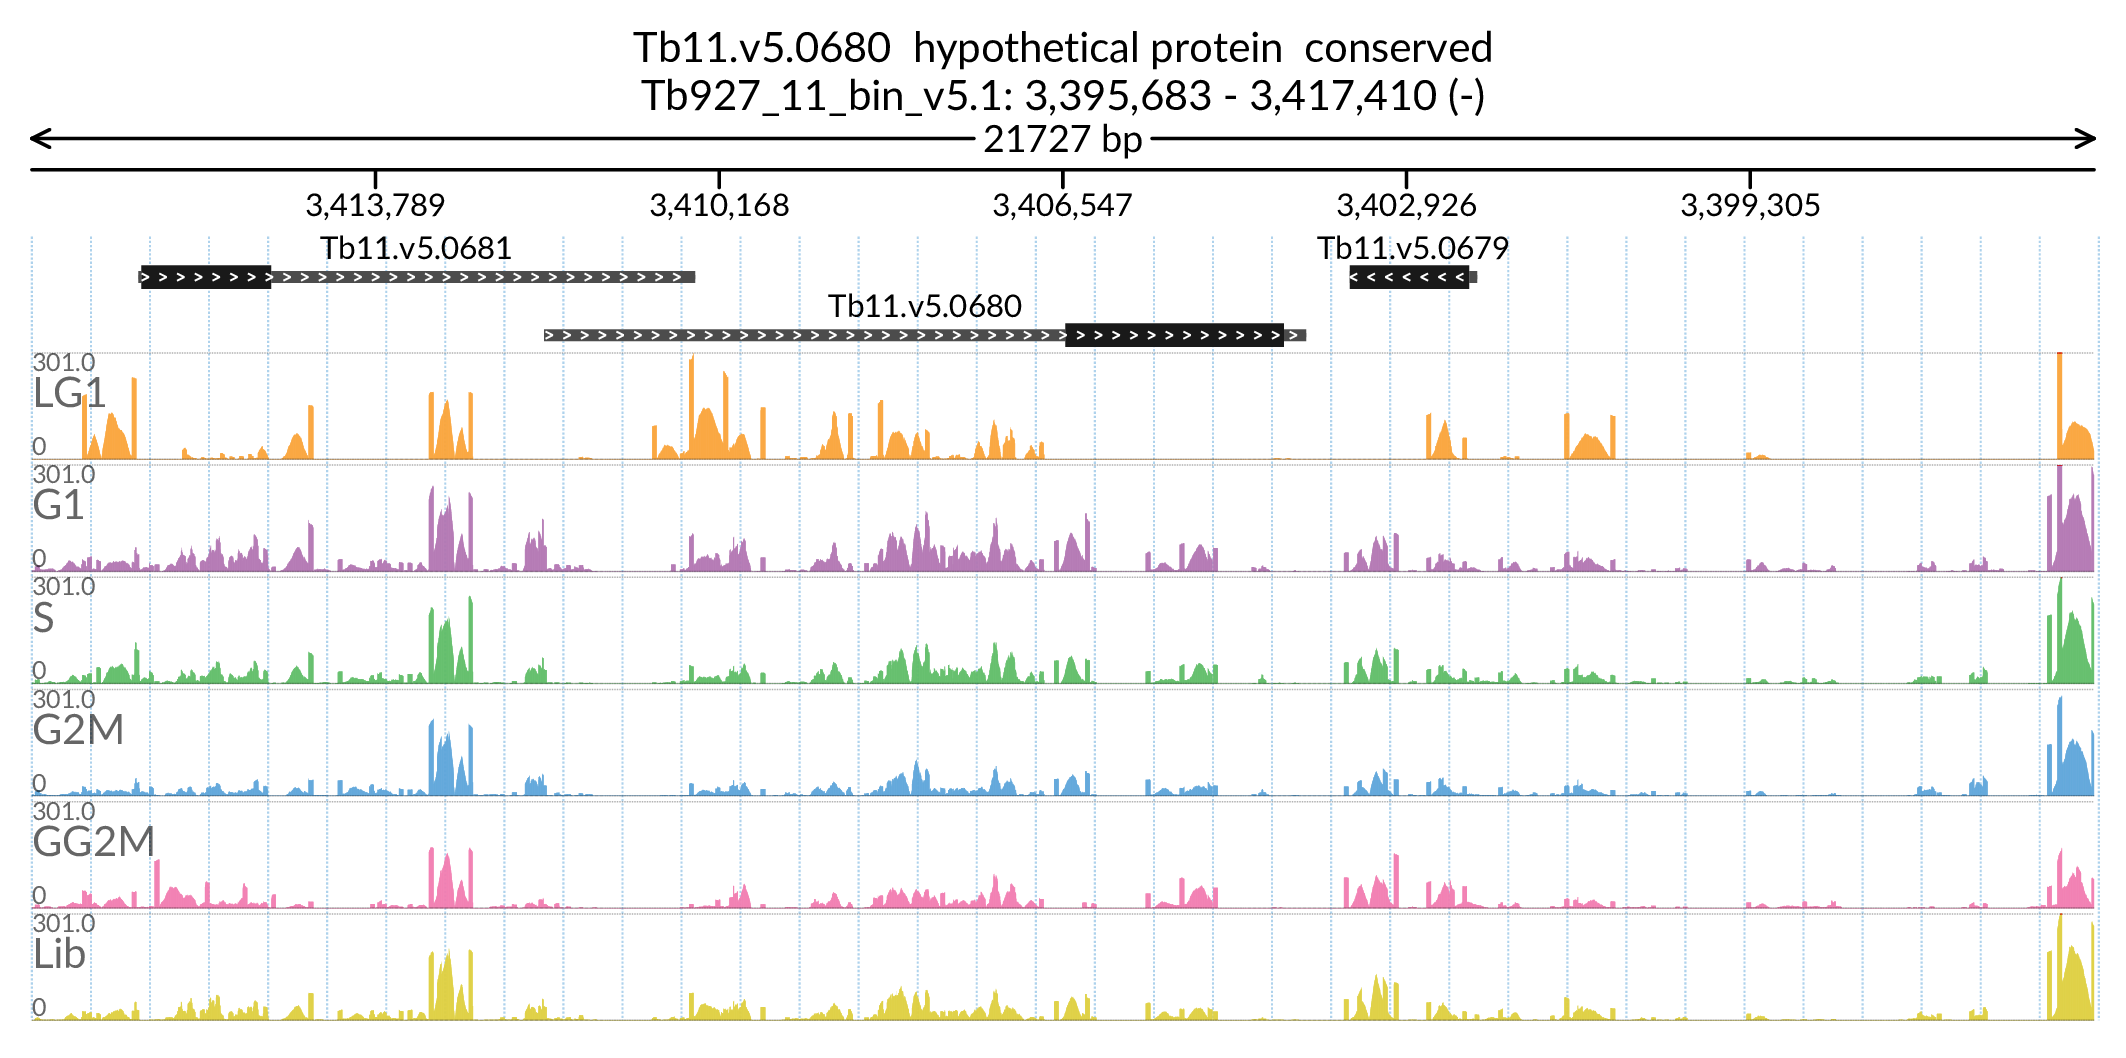 Tb11.v5.0680  hypothetical protein  conserved
Tb927_11_bin_v5.1: 3,395,683 - 3,417,410 (-)
21727 bp
3,413,789 3,410,168 3,406,547 3,402,926 3,399,305
Tb11.v5.0681 Tb11.v5.0679
Tb11.v5.0680
301.0
LG1
0
301.0
G1
0
301.0
S
0
301.0
G2M
0
301.0
GG2M
0
301.0
Lib
0